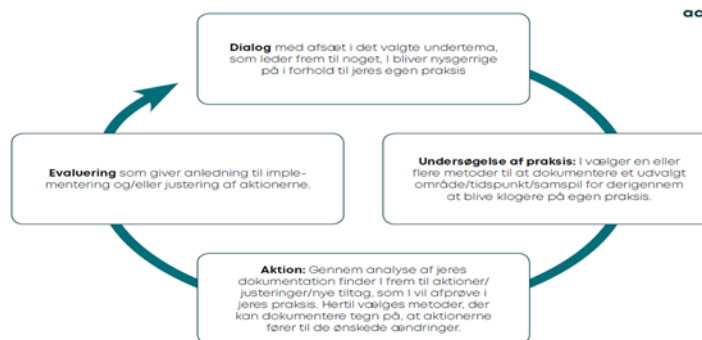 ac
Dialog med afsæt i det valgte undertema,
som leder frem til noget, I bliver nysgerrige
på i forhold til jeres egen praksis
Evaluering som giver anledning til imple-
mentering og/eller justering af aktionerne.
Undersøgelse af praksis: I vælger en eller
flere metoder til at dokumentere et udvalgt
område/tidspunkt/samspil for derigennem
at blive klogere på egen praksis.
Aktion: Gennem analyse af jeres
dokumentation finder I frem til aktioner/
justeringer/nye tiltag, som I vil afprøve i
jeres praksis. Hertil vælges metoder, der
kan dokumentere tegn på, at aktionerne
fører til de ønskede ændringer.